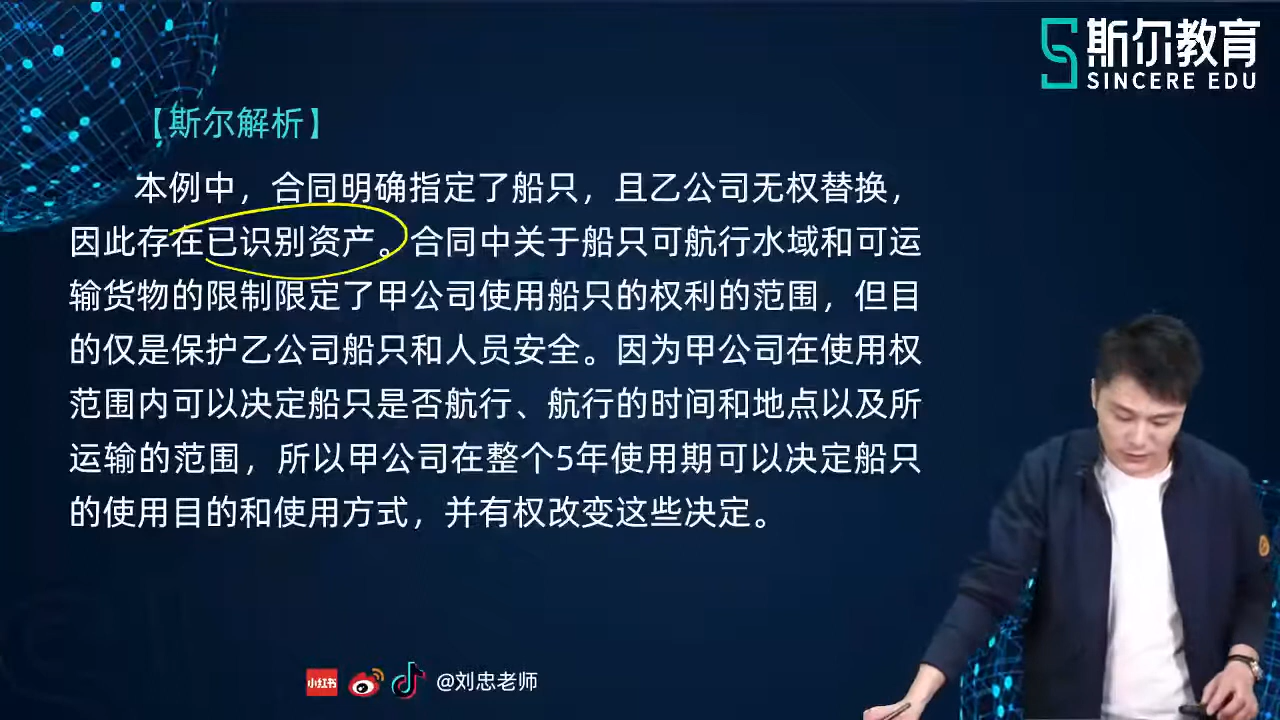 斯尔教育
SINCERE EDU
【斯尔解析】
本例中，合同明确指定了船只，且乙公司无权替换，
因此存在已识别资产。合同中关于船只可航行水域和可运
输货物的限制限定了甲公司使用船只的权利的范围，但目
的仅是保护乙公司船只和人员安全。因为甲公司在使用权
范围内可以决定船只是否航行、航行的时间和地点以及所
运输的范围，所以甲公司在整个5年使用期可以决定船只
的使用目的和使用方式，并有权改变这些决定。
小红书 @刘忠老师